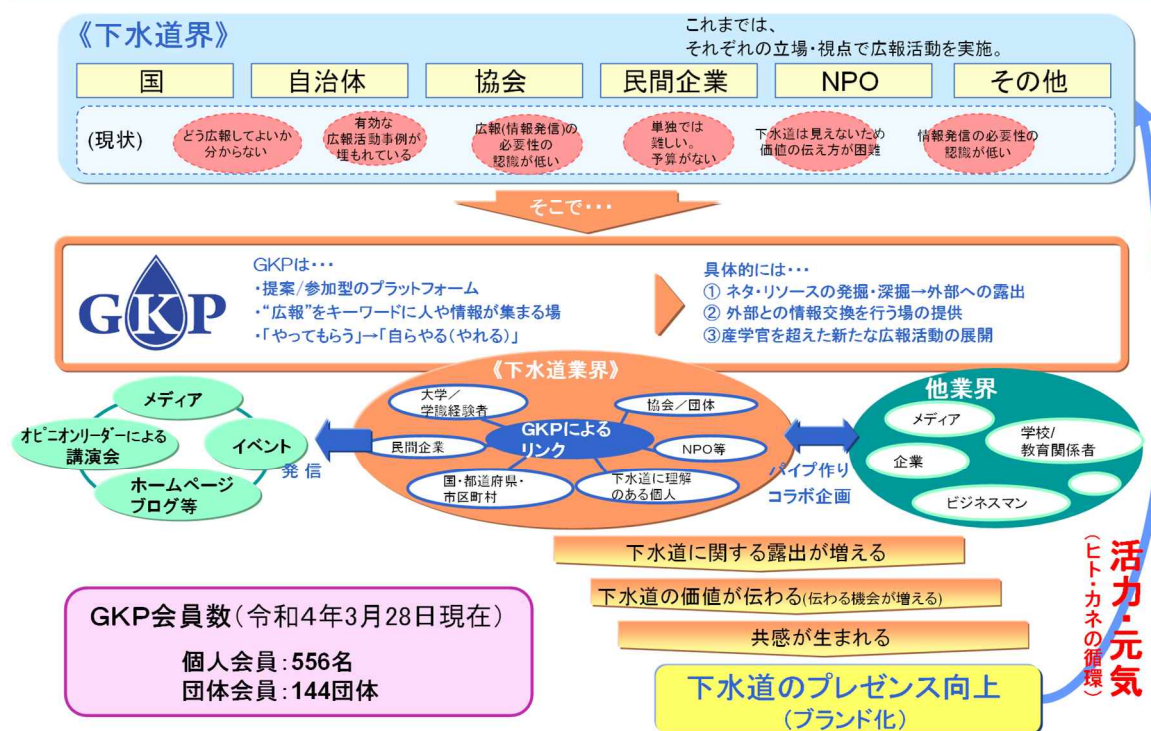 《下水道界》
これまでは、
それぞれの立場・視点で広報活動を実施。
国
自治体
協会
民間企業
NPO
その他
(現状)
どう広報してよいか
分からない
有効な
広報活動事例が
埋もれている
広報(情報発信)の
必要性の
認識が低い
単独では
難しい。
予算がない
下水道は見えないため
価値の伝え方が困難
情報発信の必要性の
認識が低い
そこで・・・
GKP
GKPは・・・
・提案/参加型のプラットフォーム
・“広報”をキーワードに人や情報が集まる場
・「やってもらう」→「自らやる(やれる)」
具体的には・・・
① ネタ・リソースの発掘・深掘→外部への露出
② 外部との情報交換を行う場の提供
③産学官を超えた新たな広報活動の展開
メディア
オピニオンリーダーによる
講演会
イベント
ホームページ
ブログ等
発信
《下水道業界》
大学/
学識経験者
協会/団体
GKPによる
リンク
民間企業
NPO等
国・都道府県・
市区町村
下水道に理解
のある個人
パイプ作り
コラボ企画
他業界
メディア
学校/
教育関係者
企業
ビジネスマン
下水道に関する露出が増える
下水道の価値が伝わる(伝わる機会が増える)
共感が生まれる
下水道のプレゼンス向上
(ブランド化)
活力・元気
(ヒト・カネの循環)
GKP会員数(令和4年3月28日現在)
個人会員:556名
団体会員:144団体